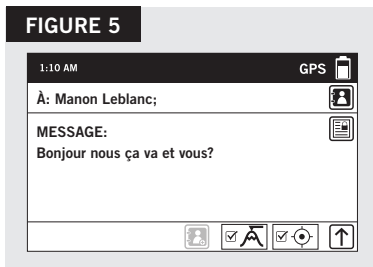 FIGURE 5
1:10 AM GPS
À: Manon Leblanc;
MESSAGE:
Bonjour nous ça va et vous?